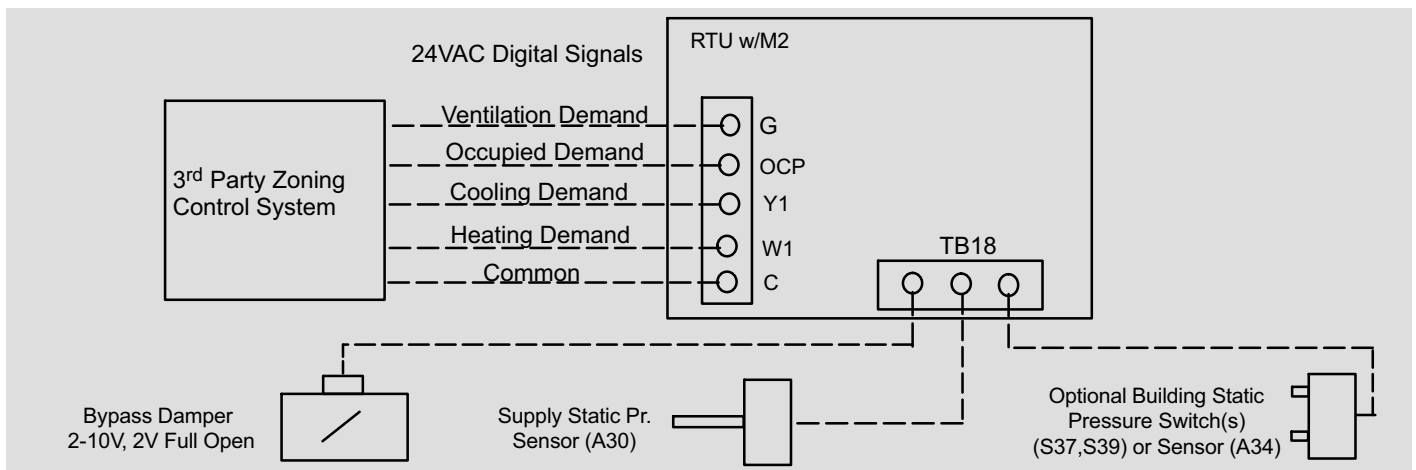 24VAC Digital Signals
RTU w/M2
3rd Party Zoning
Control System
Ventilation Demand
G
Occupied Demand
OCP
Cooling Demand
Y1
Heating Demand
W1
Common
C
TB18
Bypass Damper
2-10V, 2V Full Open
Supply Static Pr.
Sensor (A30)
Optional Building Static
Pressure Switch(s)
(S37,S39) or Sensor (A34)